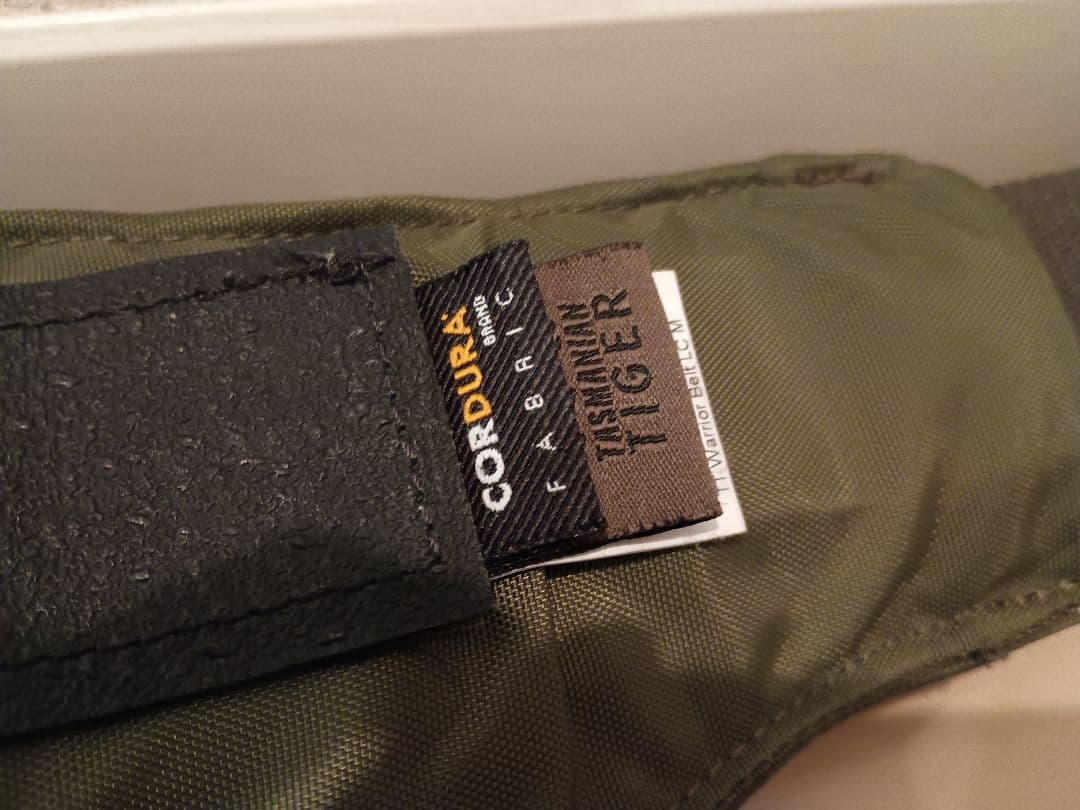 CORDURA
BRAND
FABRIC
TASMANIAN
TIGER
TT Warrior Belt LC M